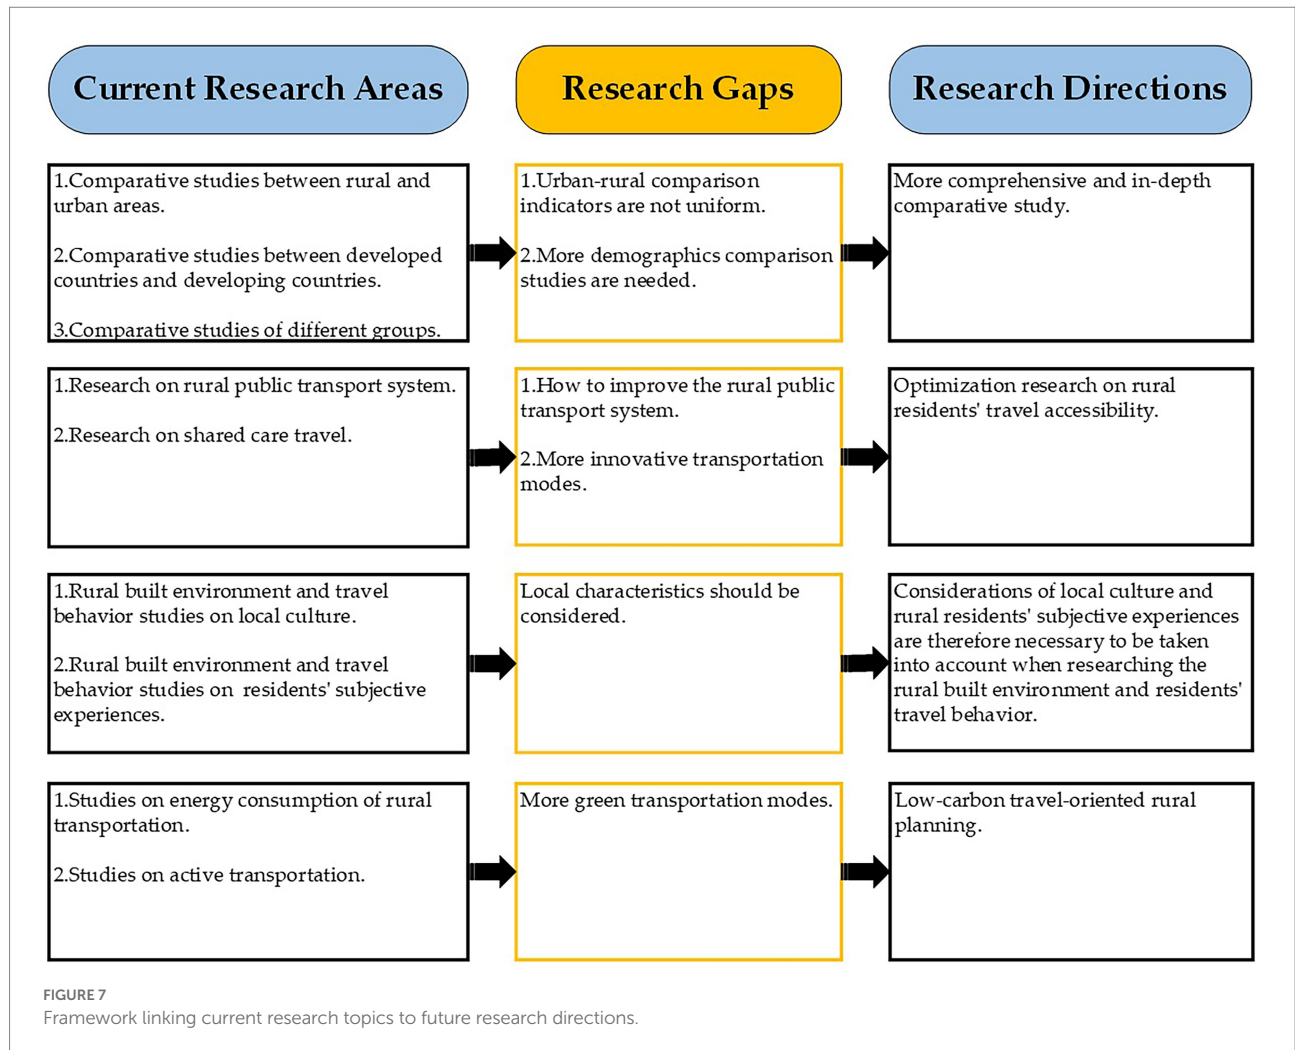 Current Research Areas
Research Gaps
Research Directions
1.Comparative studies between rural and
urban areas.
2.Comparative studies between developed
countries and developing countries.
3.Comparative studies of different groups.
1.Urban-rural comparison
indicators are not uniform.
2.More demographics comparison
studies are needed.
More comprehensive and in-depth
comparative study.
1.Research on rural public transport system.
2.Research on shared care travel.
1.How to improve the rural public
transport system.
2.More innovative transportation
modes.
Optimization research on rural
residents' travel accessibility.
1.Rural built environment and travel
behavior studies on local culture.
2.Rural built environment and travel
behavior studies on residents' subjective
experiences.
Local characteristics should be
considered.
Considerations of local culture and
rural residents' subjective experiences
are therefore necessary to be taken
into account when researching the
rural built environment and residents'
travel behavior.
1.Studies on energy consumption of rural
transportation.
2.Studies on active transportation.
More green transportation modes.
Low-carbon travel-oriented rural
planning.
FIGURE 7
Framework linking current research topics to future research directions.